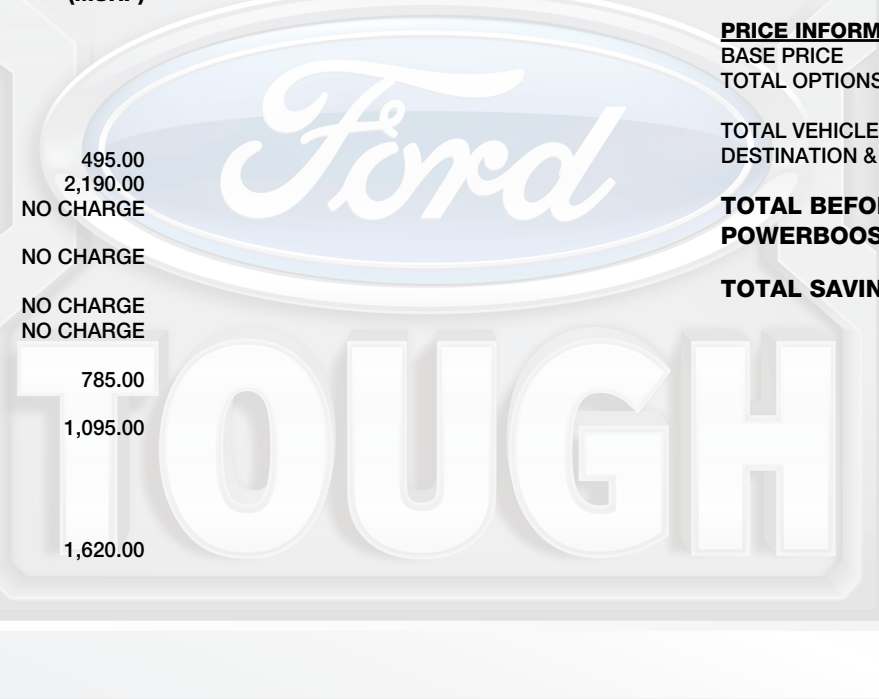 (MSRP)
495.00
2,190.00
NO CHARGE
NO CHARGE
NO CHARGE
NO CHARGE
785.00
1,095.00
1,620.00
PRICE INFORM
BASE PRICE
TOTAL OPTIONS
TOTAL VEHICLE
DESTINATION &
TOTAL BEFO
POWERBOOS
TOTAL SAVIN
Ford
TOUGH